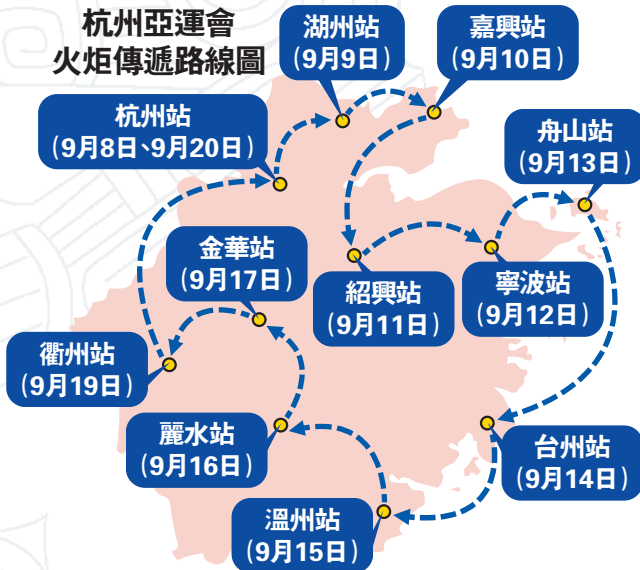 杭州亞運會
火炬傳遞路線圖
湖州站
(9月9日)
嘉興站
(9月10日)
杭州站
(9月8日、9月20日)
舟山站
(9月13日)
金華站
(9月17日)
紹興站
(9月11日)
寧波站
(9月12日)
衢州站
(9月19日)
麗水站
(9月16日)
台州站
(9月14日)
溫州站
(9月15日)